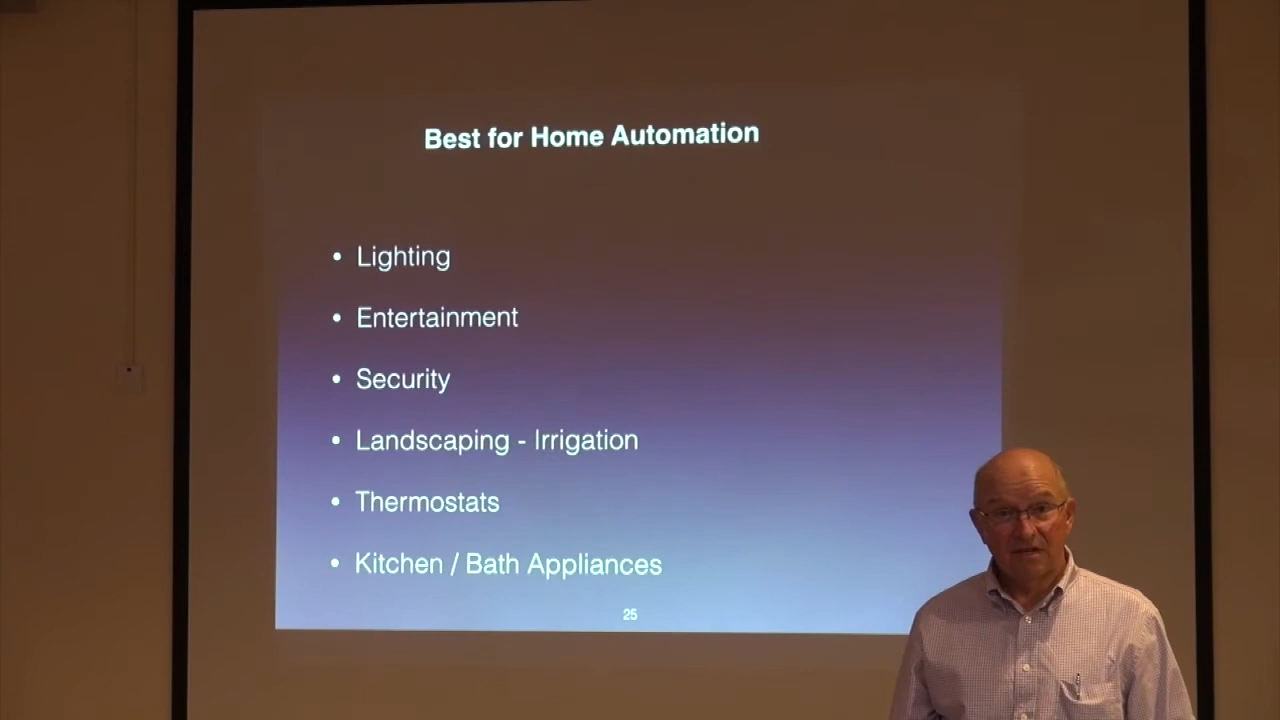 Best for Home Automation
• Lighting
• Entertainment
• Security
• Landscaping - Irrigation
• Thermostats
• Kitchen / Bath Appliances
25